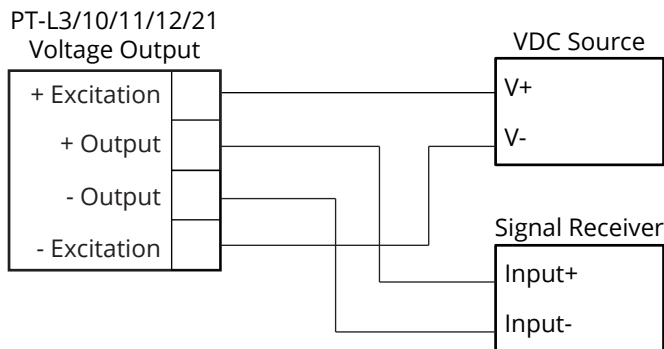 PT-L3/10/11/12/21
Voltage Output
+ Excitation
+ Output
- Output
- Excitation
VDC Source
V+
V-
Signal Receiver
Input+
Input-